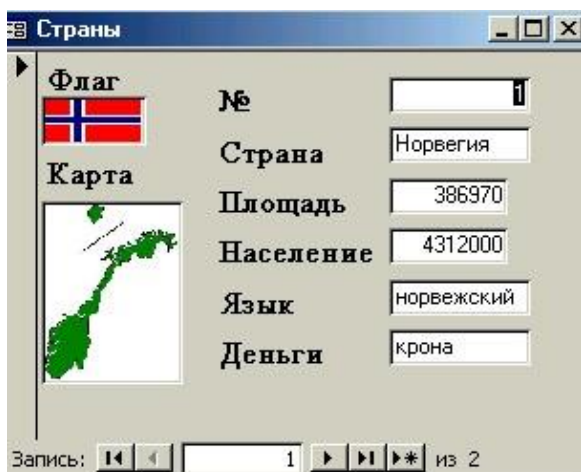 Страны
Флаг
№ 1
Страна Норвегия
Карта
Площадь 386970
Население 4312000
Язык норвежский
Деньги крона
Запись: 1 из 2